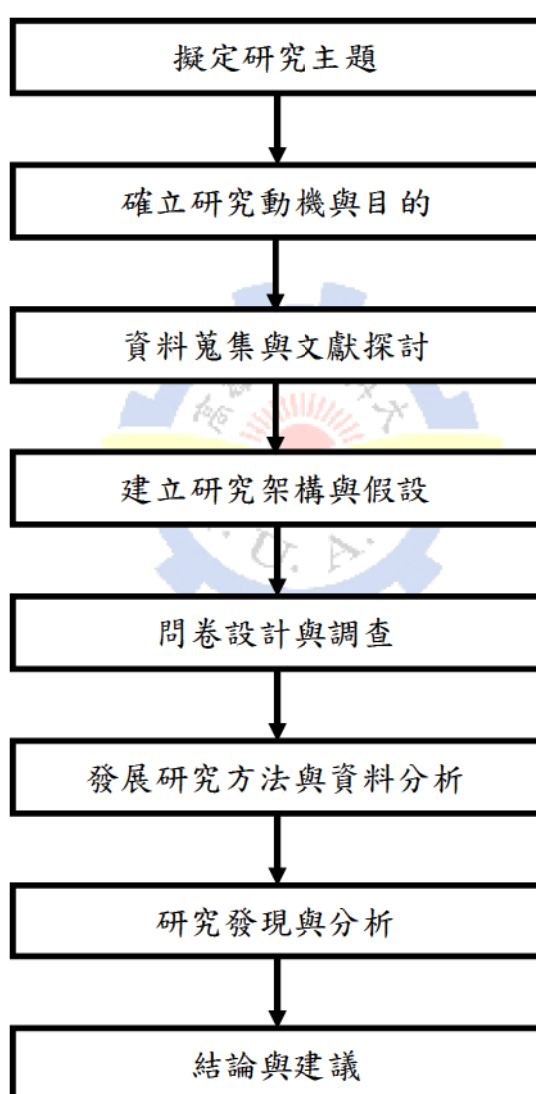 擬定研究主題
確立研究動機與目的
資料蒐集與文獻探討
建立研究架構與假設
U. A.
問卷設計與調查
發展研究方法與資料分析
研究發現與分析
結論與建議